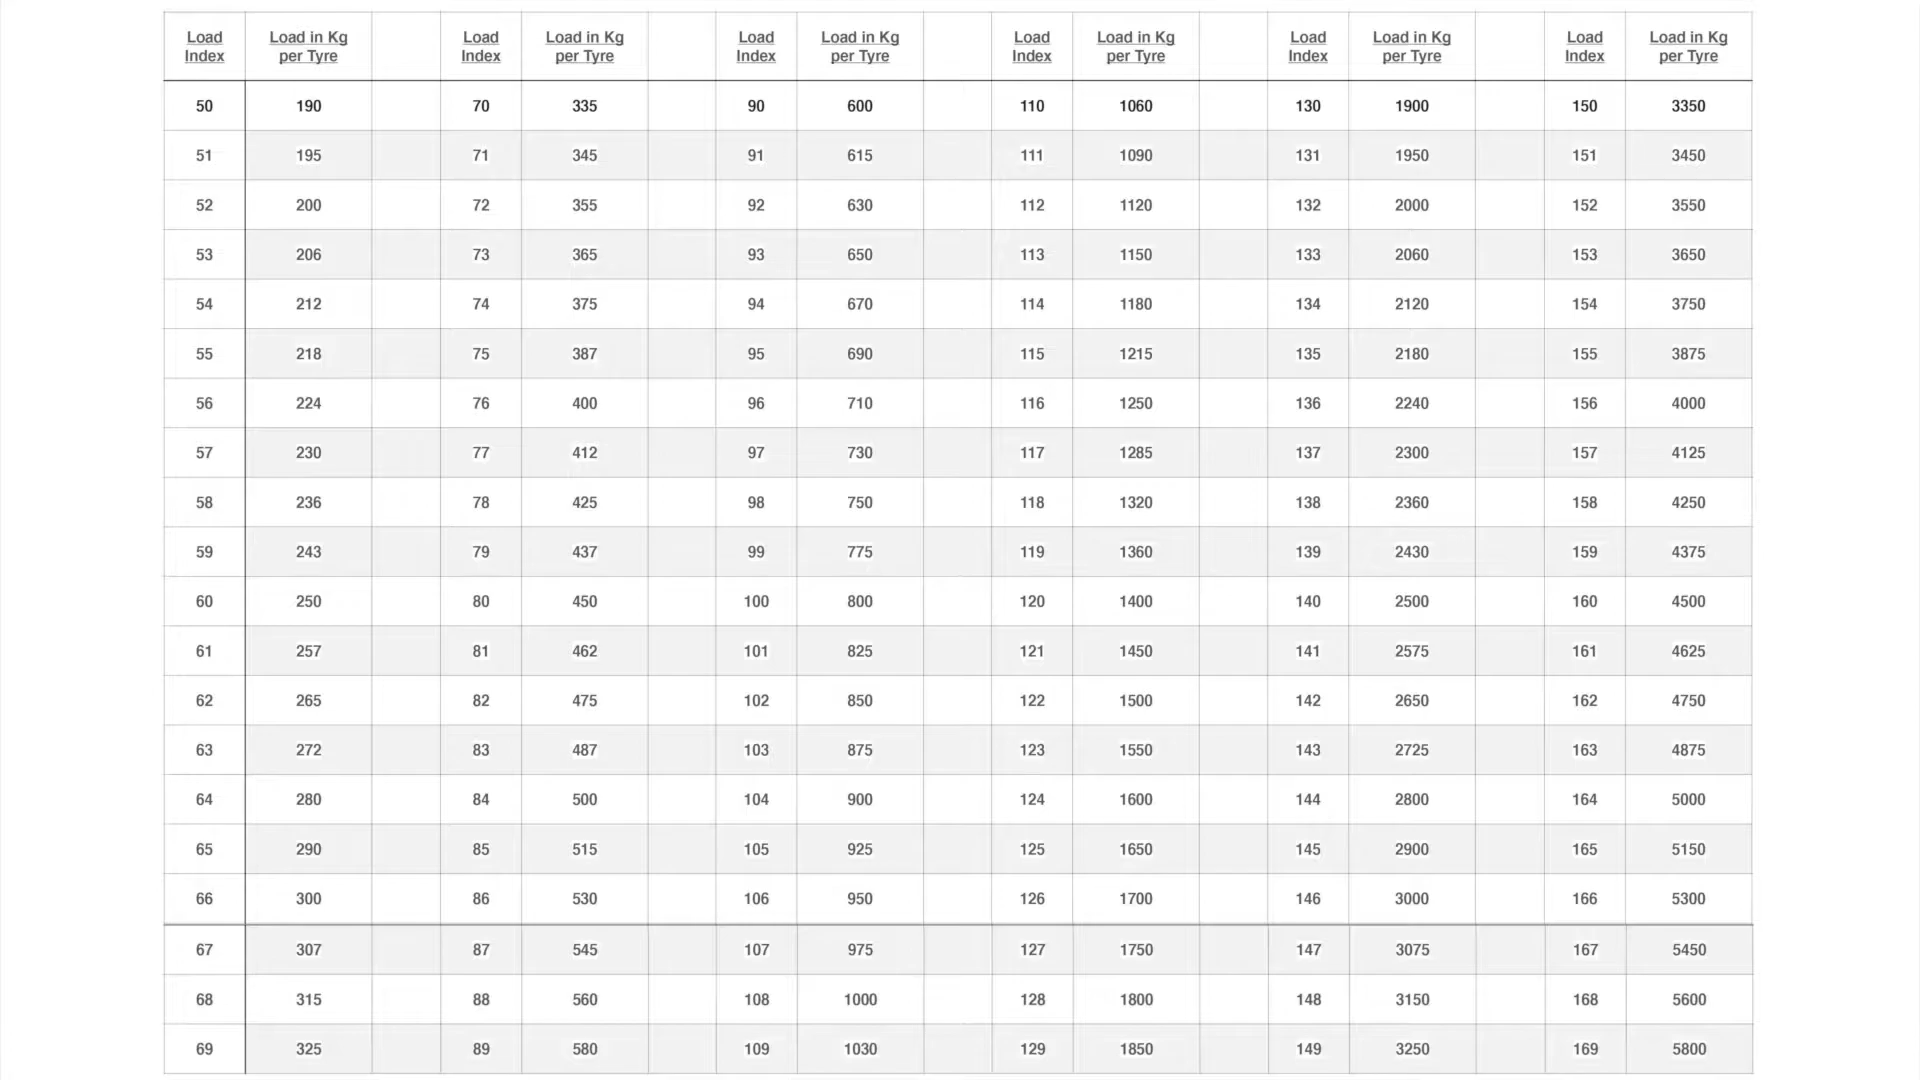 Load Index Load in Kg per Tyre Load Index Load in Kg per Tyre Load Index Load in Kg per Tyre Load Index Load in Kg per Tyre Load Index Load in Kg per Tyre Load Index Load in Kg per Tyre
50 190 70 335 90 600 110 1060 130 1900 150 3350
51 195 71 345 91 615 111 1090 131 1950 151 3450
52 200 72 355 92 630 112 1120 132 2000 152 3550
53 206 73 365 93 650 113 1150 133 2060 153 3650
54 212 74 375 94 670 114 1180 134 2120 154 3750
55 218 75 387 95 690 115 1215 135 2180 155 3875
56 224 76 400 96 710 116 1250 136 2240 156 4000
57 230 77 412 97 730 117 1285 137 2300 157 4125
58 236 78 425 98 750 118 1320 138 2360 158 4250
59 243 79 437 99 775 119 1360 139 2430 159 4375
60 250 80 450 100 800 120 1400 140 2500 160 4500
61 257 81 462 101 825 121 1450 141 2575 161 4625
62 265 82 475 102 850 122 1500 142 2650 162 4750
63 272 83 487 103 875 123 1550 143 2725 163 4875
64 280 84 500 104 900 124 1600 144 2800 164 5000
65 290 85 515 105 925 125 1650 145 2900 165 5150
66 300 86 530 106 950 126 1700 146 3000 166 5300
67 307 87 545 107 975 127 1750 147 3075 167 5450
68 315 88 560 108 1000 128 1800 148 3150 168 5600
69 325 89 580 109 1030 129 1850 149 3250 169 5800